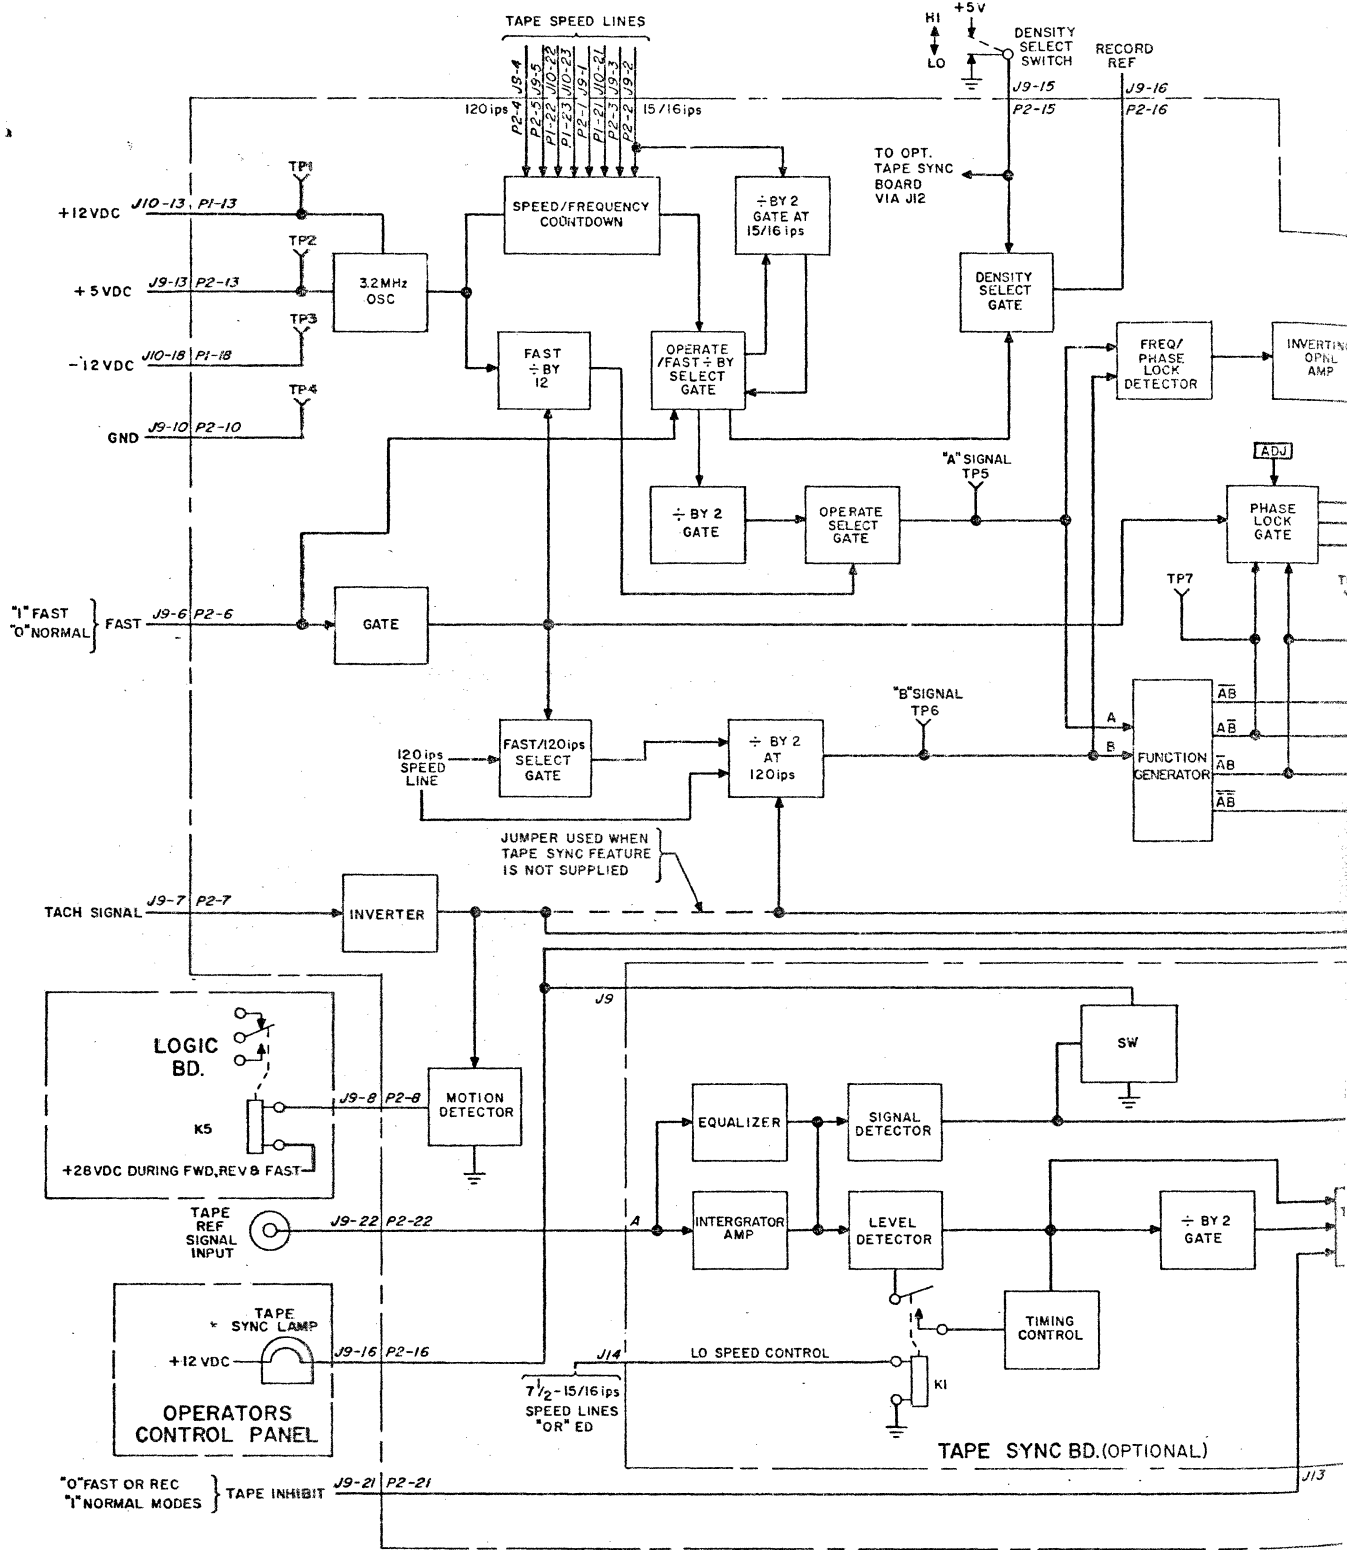 TAPE SPEED LINES
HI
+5V
LO
DENSITY
SELECT
SWITCH
RECORD
REF
120 ips
P2-4 J9-4
P2-5 J9-5
P1-22 J10-22
P1-23 J10-23
P2-1 J9-1
P1-21 J10-21
P2-3 J9-3
P2-2 J9-2
15/16 ips
J9-15
P2-15
J9-16
P2-16
TO OPT.
TAPE SYNC
BOARD
VIA J12
TP1
+12VDC
J10-13 P1-13
SPEED/FREQUENCY
COUNTDOWN
÷ BY 2
GATE AT
15/16 ips
TP2
+5VDC
J9-13 P2-13
3.2MHz
OSC
DENSITY
SELECT
GATE
TP3
-12VDC
J10-18 P1-18
FAST
÷ BY
12
OPERATE
/FAST ÷ BY
SELECT
GATE
FREQ/
PHASE
LOCK
DETECTOR
INVERTING
OPNL
AMP
TP4
GND
J9-10 P2-10
"A" SIGNAL
TP5
ADJ
÷ BY 2
GATE
OPERATE
SELECT
GATE
PHASE
LOCK
GATE
TP7
"1" FAST
"0" NORMAL
FAST
J9-6 P2-6
GATE
"B" SIGNAL
TP6
120 ips
SPEED
LINE
FAST/120ips
SELECT
GATE
÷ BY 2
AT
120ips
A
B
FUNCTION
GENERATOR
A̅B̅
AB̅
A̅B
A̅B̅
JUMPER USED WHEN
TAPE SYNC FEATURE
IS NOT SUPPLIED
TACH SIGNAL
J9-7 P2-7
INVERTER
J9
SW
LOGIC
BD.
K5
J9-8 P2-8
MOTION
DETECTOR
+28VDC DURING FWD,REV & FAST
EQUALIZER
SIGNAL
DETECTOR
TAPE
REF
SIGNAL
INPUT
J9-22 P2-22
A
INTERGRATOR
AMP
LEVEL
DETECTOR
÷ BY 2
GATE
TAPE
* SYNC LAMP
+12 VDC
J9-16 P2-16
OPERATORS
CONTROL PANEL
J14
LO SPEED CONTROL
7 1/2 - 15/16 ips
SPEED LINES
"OR" ED
K1
TIMING
CONTROL
TAPE SYNC BD. (OPTIONAL)
"0" FAST OR REC
"1" NORMAL MODES
TAPE INHIBIT
J9-21 P2-21
J13